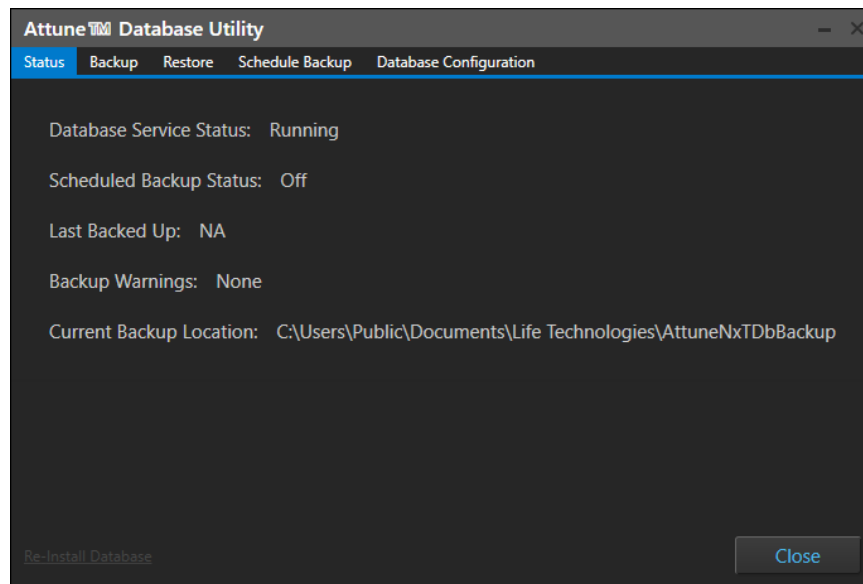 Attune™ Database Utility
Status Backup Restore Schedule Backup Database Configuration
Database Service Status: Running
Scheduled Backup Status: Off
Last Backed Up: NA
Backup Warnings: None
Current Backup Location: C:\Users\Public\Documents\Life Technologies\AttuneNxTDbBackup
Re-Install Database
Close